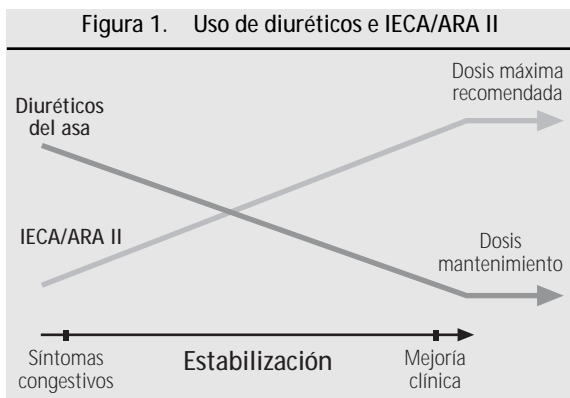 Figura 1. Uso de diuréticos e IECA/ARA II
Dosis máxima
recomendada
Diuréticos
del asa
IECA/ARA II
Dosis
mantenimiento
Síntomas
congestivos
Estabilización
Mejoría
clínica